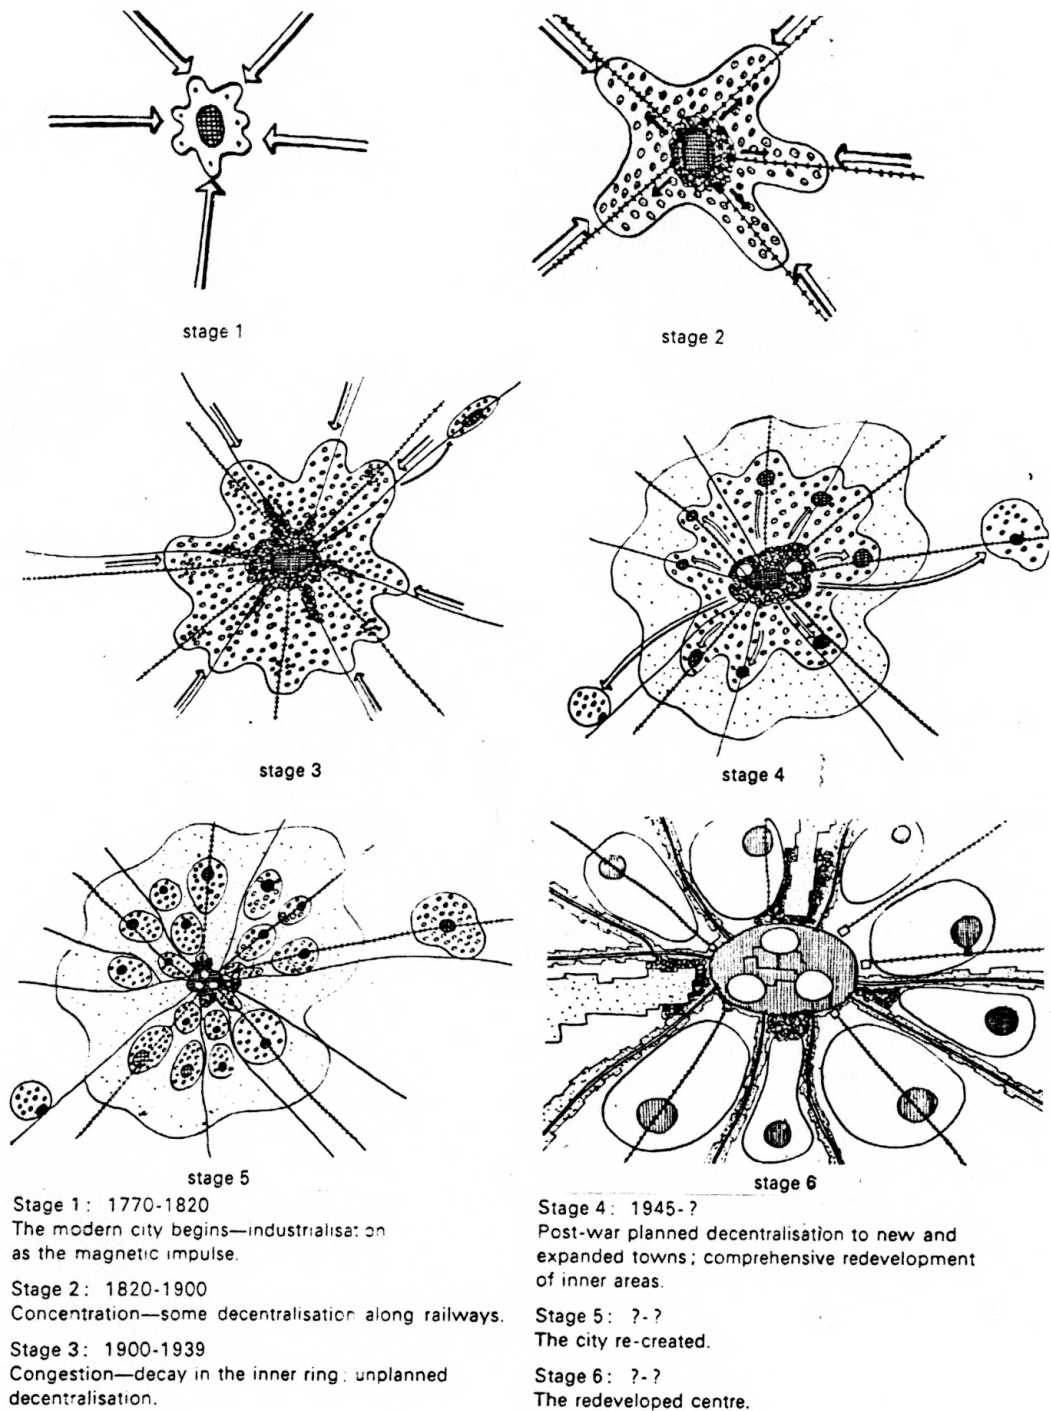 stage 1
stage 2
stage 3
stage 4
stage 5
stage 6
Stage 1: 1770-1820
The modern city begins—industrialisation
as the magnetic impulse.
Stage 2: 1820-1900
Concentration—some decentralisation along railways.
Stage 3: 1900-1939
Congestion—decay in the inner ring; unplanned
decentralisation.
Stage 4: 1945-?
Post-war planned decentralisation to new and
expanded towns; comprehensive redevelopment
of inner areas.
Stage 5: ?-?
The city re-created.
Stage 6: ?-?
The redeveloped centre.